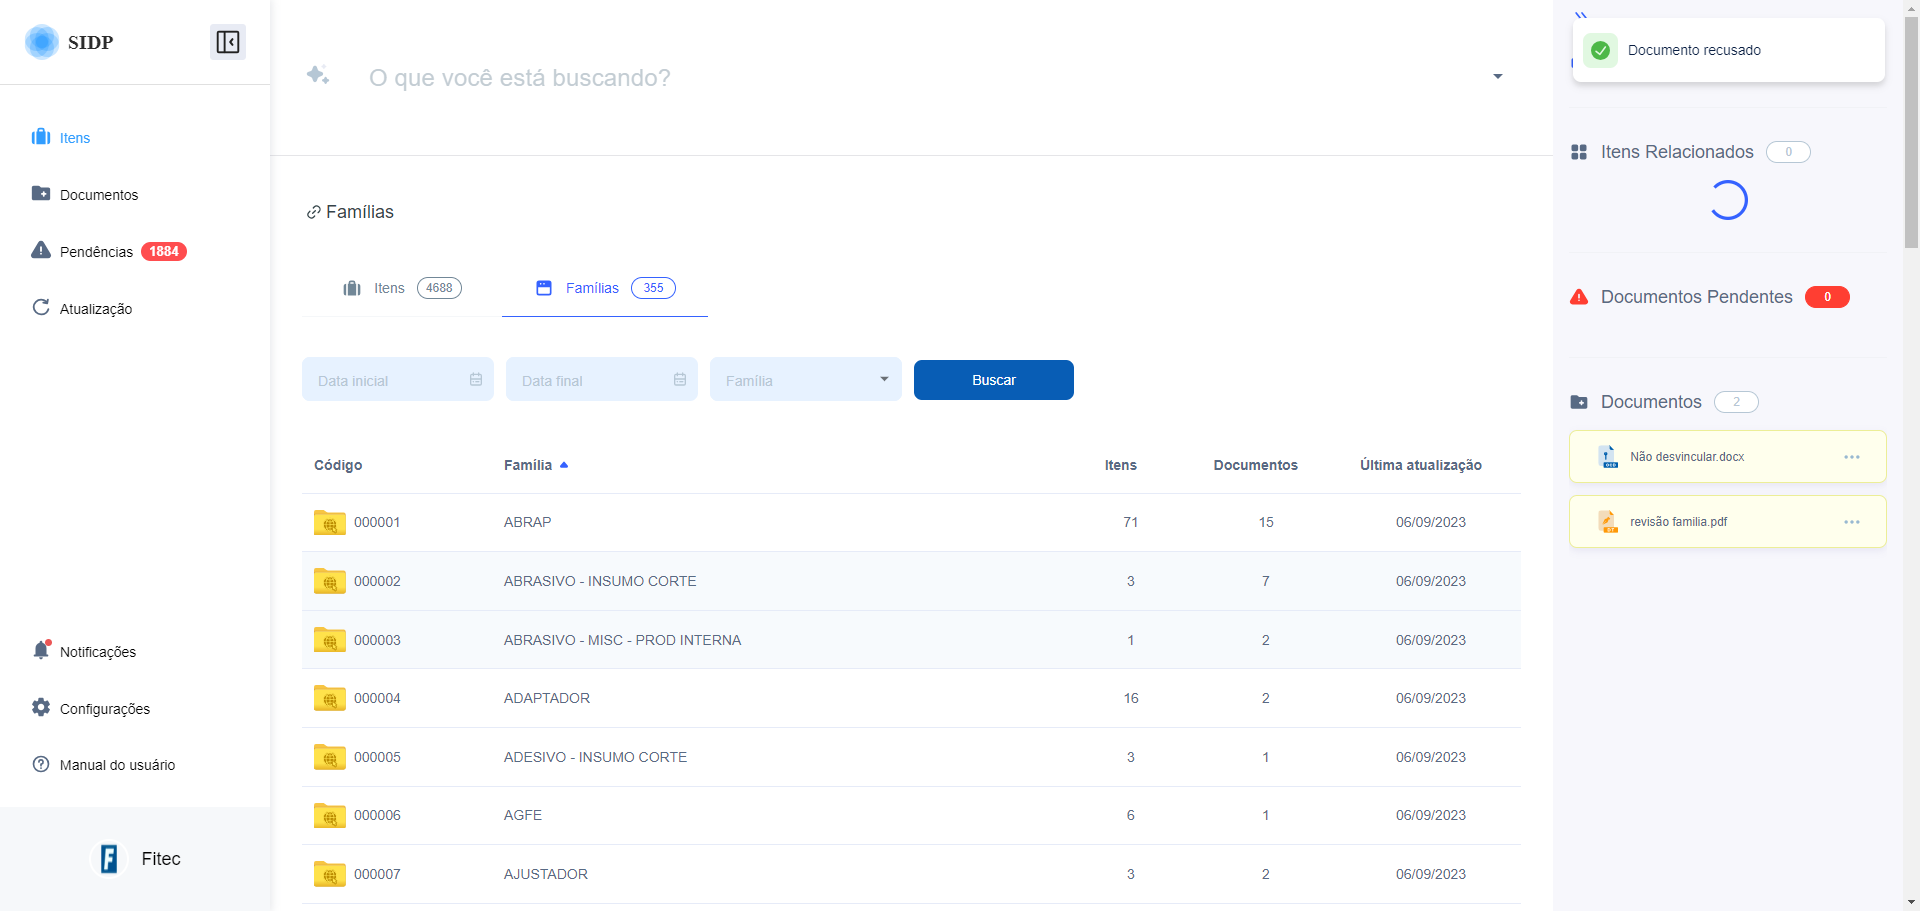 SIDP
Itens
Documentos
Pendências 1884
Atualização
Notificações
Configurações
Manual do usuário
Fitec
O que você está buscando?
Famílias
Itens 4688
Famílias 355
Data inicial
Data final
Família
Buscar
Código Família Itens Documentos Última atualização
000001 ABRAP 71 15 06/09/2023
000002 ABRASIVO - INSUMO CORTE 3 7 06/09/2023
000003 ABRASIVO - MISC - PROD INTERNA 1 2 06/09/2023
000004 ADAPTADOR 16 2 06/09/2023
000005 ADESIVO - INSUMO CORTE 3 1 06/09/2023
000006 AGFE 6 1 06/09/2023
000007 AJUSTADOR 3 2 06/09/2023
Documento recusado
Itens Relacionados 0
Documentos Pendentes 0
Documentos 2
Não desvincular.docx
revisão familia.pdf